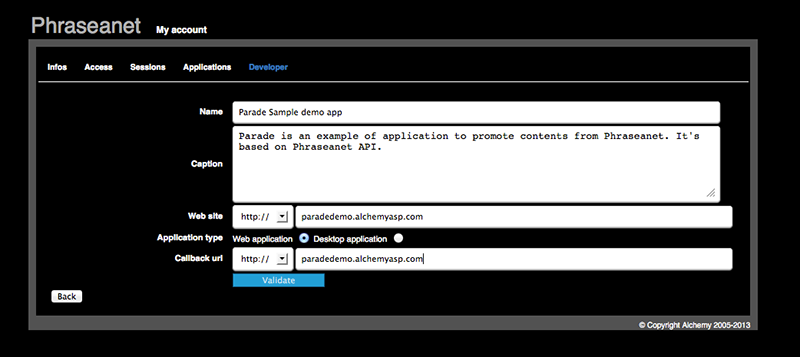 Phraseanet My account
Infos Access Sessions Applications Developer
Name Parade Sample demo app
Parade is an example of application to promote contents from Phraseanet. It's
based on Phraseanet API.
Caption
Web site http:// paradedemo.alchemyasp.com
Application type Web application Desktop application
Callback url http:// paradedemo.alchemyasp.com
Validate
Back
© Copyright Alchemy 2005-2013